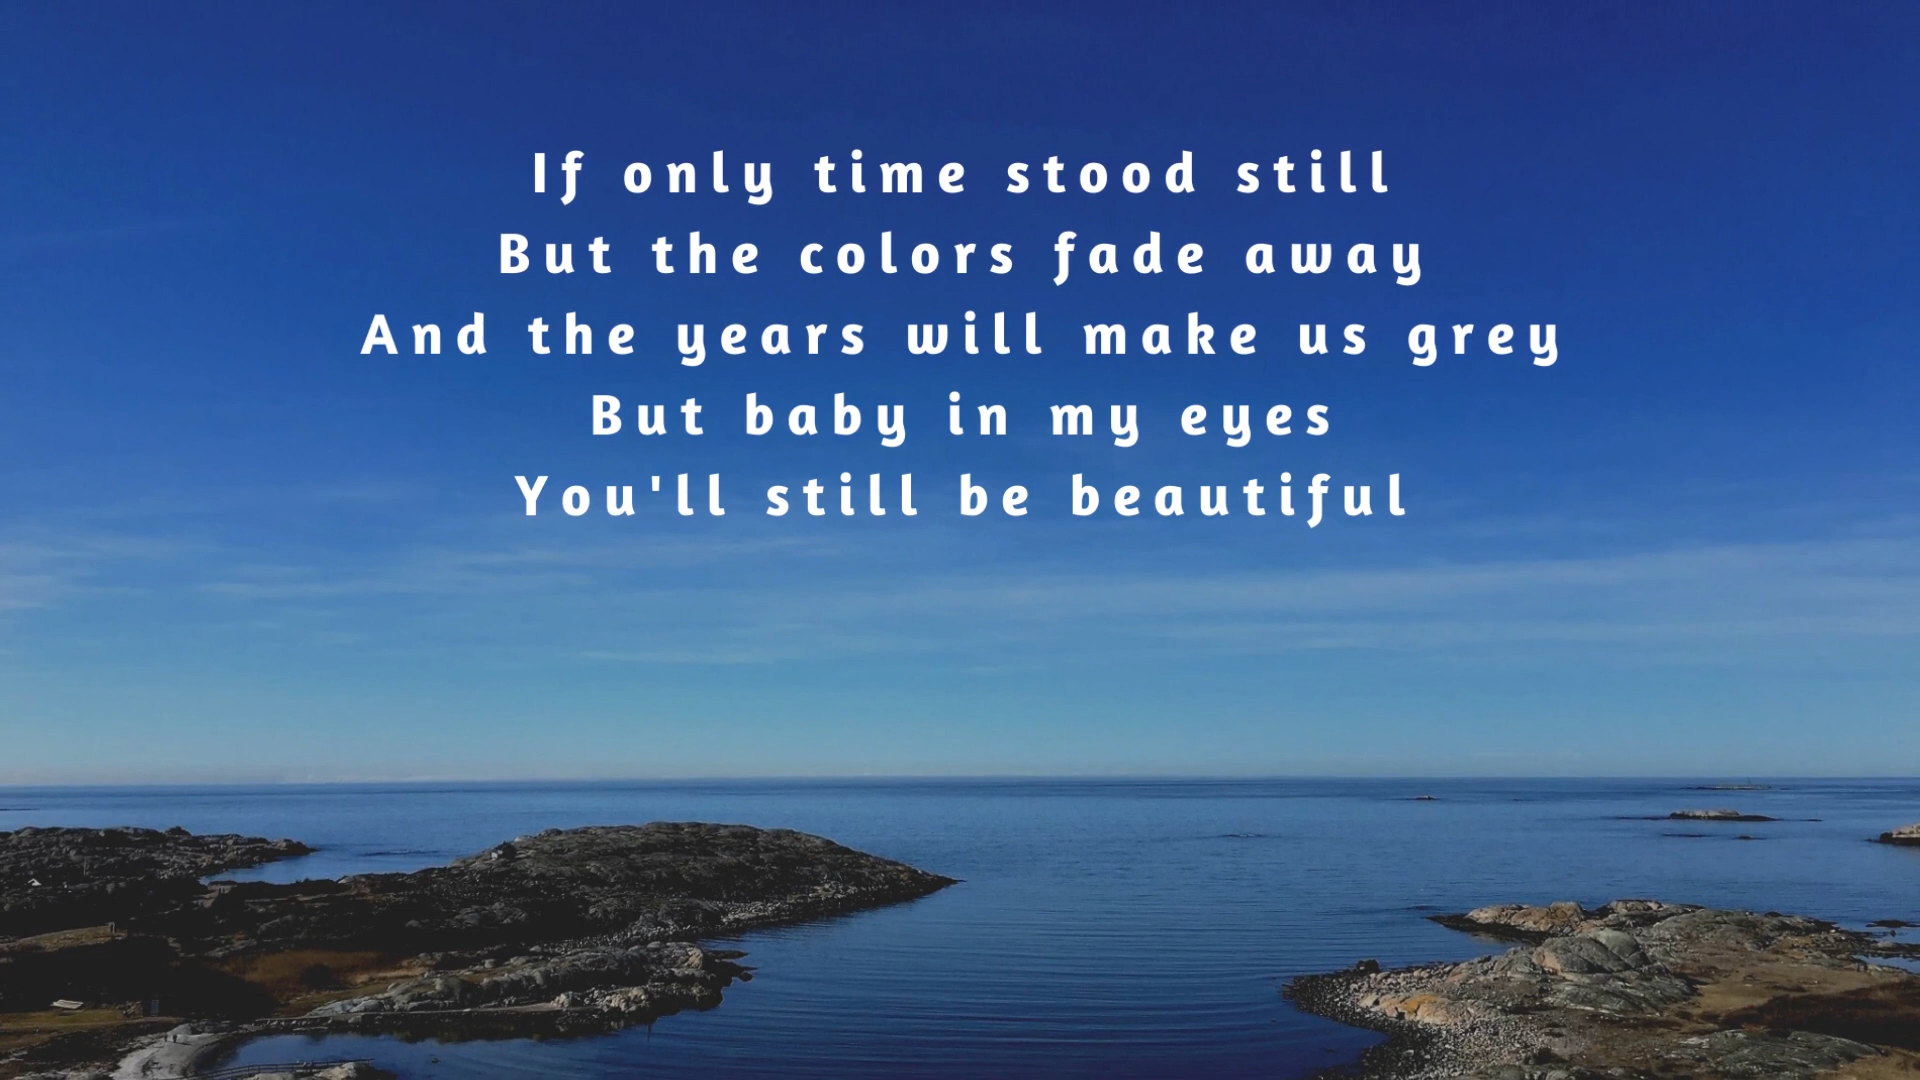 If only time stood still
But the colors fade away
And the years will make us grey
But baby in my eyes
You'll still be beautiful